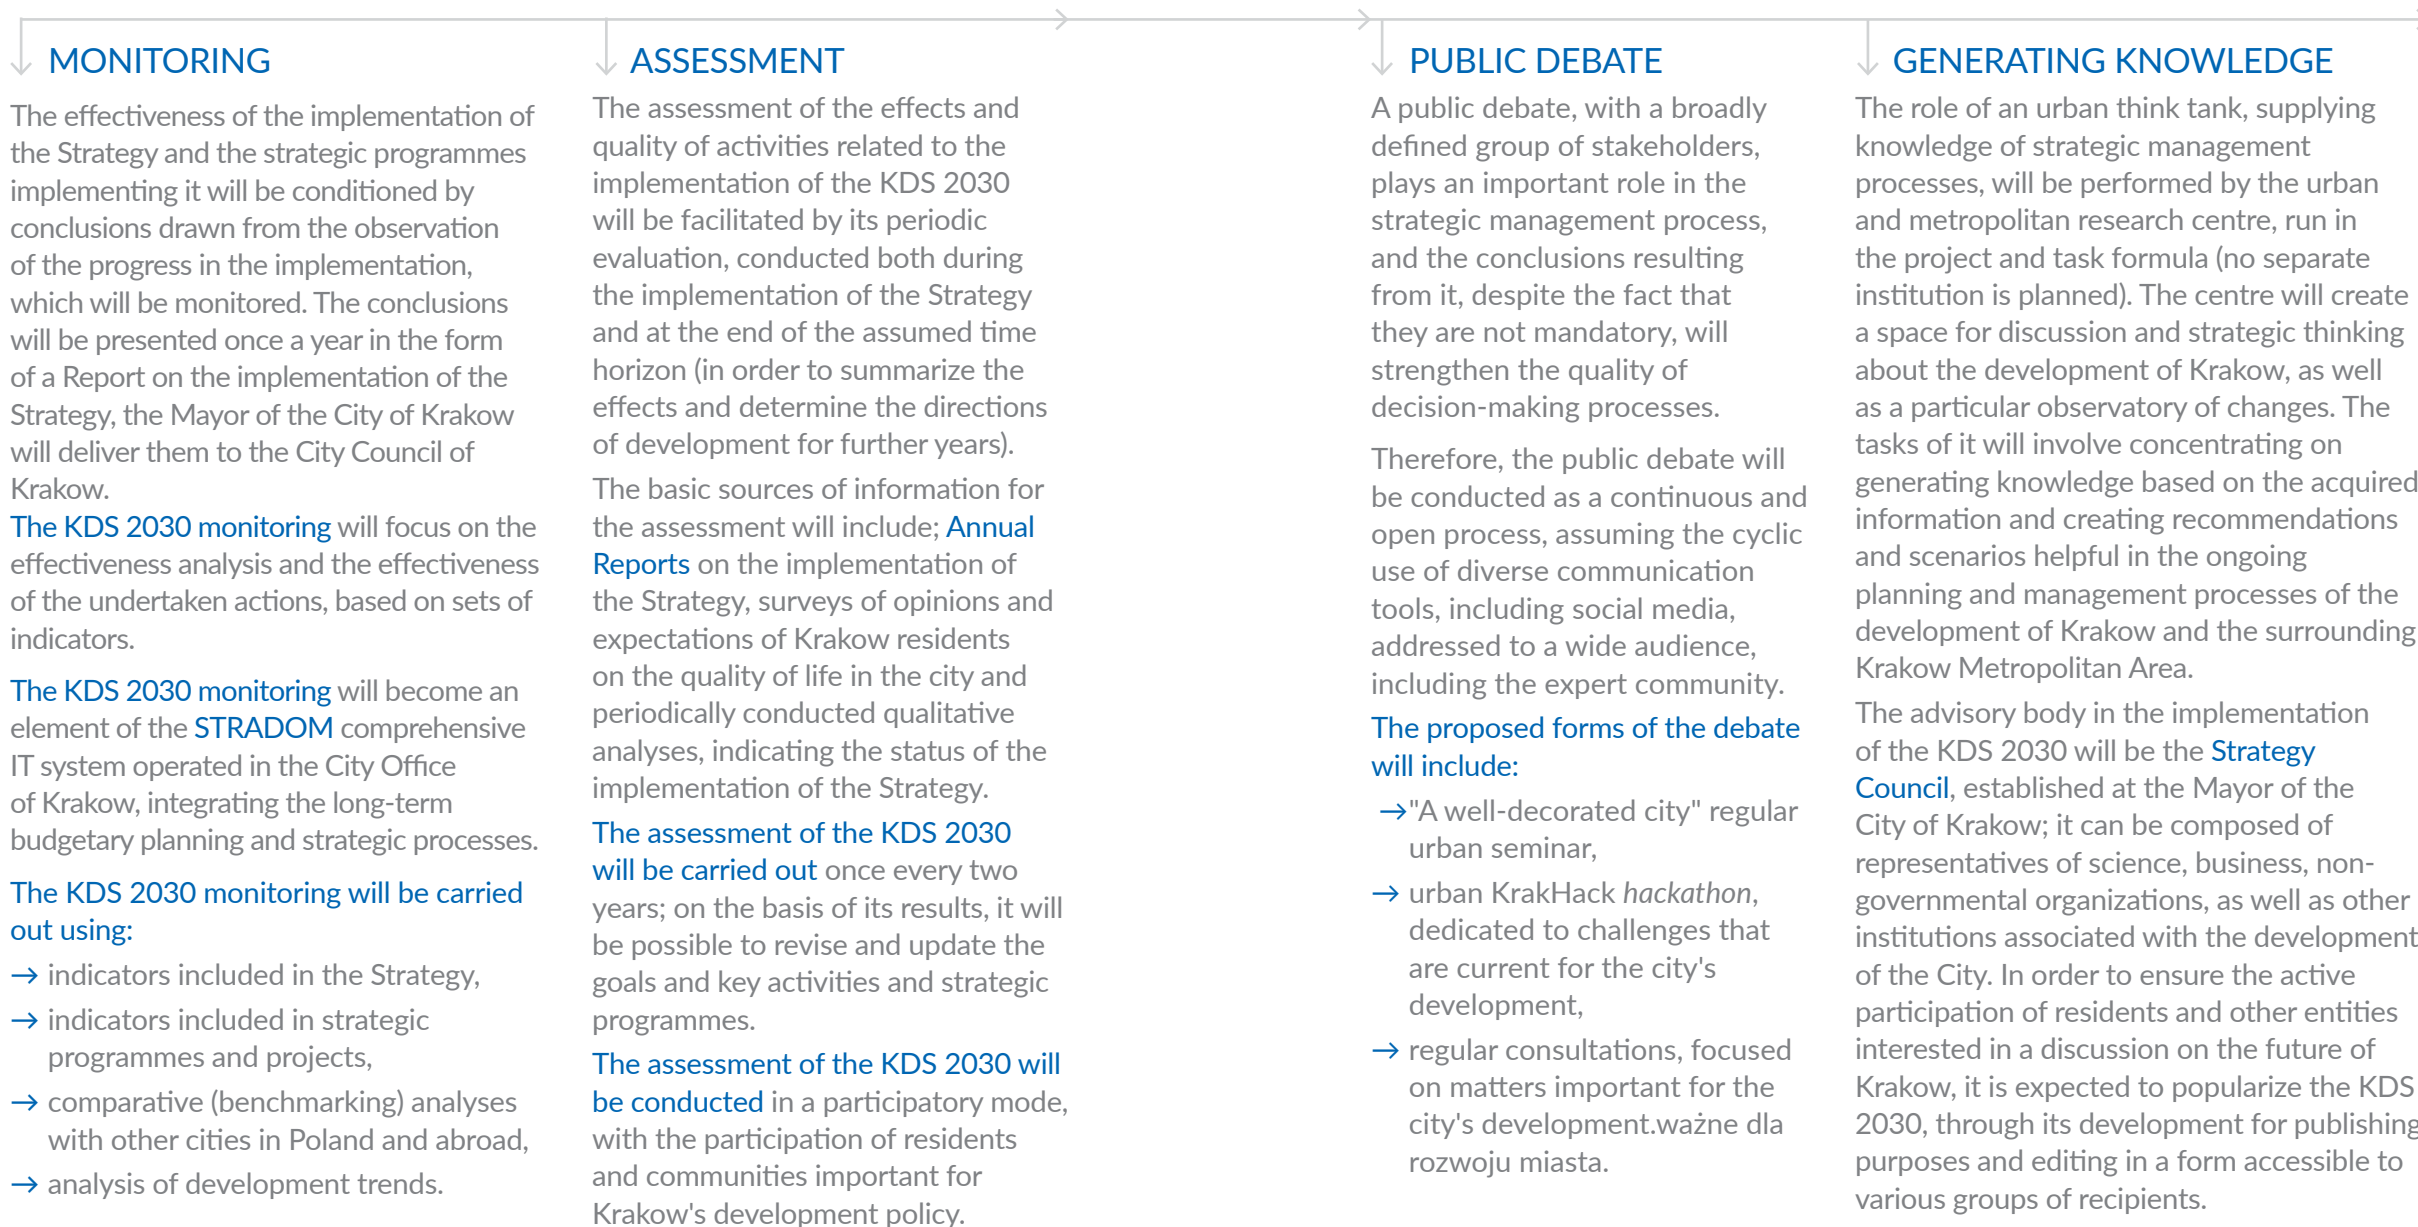 MONITORING
The effectiveness of the implementation of
the Strategy and the strategic programmes
implementing it will be conditioned by
conclusions drawn from the observation
of the progress in the implementation,
which will be monitored. The conclusions
will be presented once a year in the form
of a Report on the implementation of the
Strategy, the Mayor of the City of Krakow
will deliver them to the City Council of
Krakow.
The KDS 2030 monitoring will focus on the
effectiveness analysis and the effectiveness
of the undertaken actions, based on sets of
indicators.
The KDS 2030 monitoring will become an
element of the STRADOM comprehensive
IT system operated in the City Office
of Krakow, integrating the long-term
budgetary planning and strategic processes.
The KDS 2030 monitoring will be carried
out using:
→ indicators included in the Strategy,
→ indicators included in strategic
programmes and projects,
→ comparative (benchmarking) analyses
with other cities in Poland and abroad,
→ analysis of development trends.
ASSESSMENT
The assessment of the effects and
quality of activities related to the
implementation of the KDS 2030
will be facilitated by its periodic
evaluation, conducted both during
the implementation of the Strategy
and at the end of the assumed time
horizon (in order to summarize the
effects and determine the directions
of development for further years).
The basic sources of information for
the assessment will include; Annual
Reports on the implementation of
the Strategy, surveys of opinions and
expectations of Krakow residents
on the quality of life in the city and
periodically conducted qualitative
analyses, indicating the status of the
implementation of the Strategy.
The assessment of the KDS 2030
will be carried out once every two
years; on the basis of its results, it will
be possible to revise and update the
goals and key activities and strategic
programmes.
The assessment of the KDS 2030 will
be conducted in a participatory mode,
with the participation of residents
and communities important for
Krakow's development policy.
PUBLIC DEBATE
A public debate, with a broadly
defined group of stakeholders,
plays an important role in the
strategic management process,
and the conclusions resulting
from it, despite the fact that
they are not mandatory, will
strengthen the quality of
decision-making processes.
Therefore, the public debate will
be conducted as a continuous and
open process, assuming the cyclic
use of diverse communication
tools, including social media,
addressed to a wide audience,
including the expert community.
The proposed forms of the debate
will include:
→"A well-decorated city" regular
urban seminar,
→ urban KrakHack hackathon,
dedicated to challenges that
are current for the city's
development,
→ regular consultations, focused
on matters important for the
city's development.ważne dla
rozwoju miasta.
GENERATING KNOWLEDGE
The role of an urban think tank, supplying
knowledge of strategic management
processes, will be performed by the urban
and metropolitan research centre, run in
the project and task formula (no separate
institution is planned). The centre will create
a space for discussion and strategic thinking
about the development of Krakow, as well
as a particular observatory of changes. The
tasks of it will involve concentrating on
generating knowledge based on the acquired
information and creating recommendations
and scenarios helpful in the ongoing
planning and management processes of the
development of Krakow and the surrounding
Krakow Metropolitan Area.
The advisory body in the implementation
of the KDS 2030 will be the Strategy
Council, established at the Mayor of the
City of Krakow; it can be composed of
representatives of science, business, non-
governmental organizations, as well as other
institutions associated with the development
of the City. In order to ensure the active
participation of residents and other entities
interested in a discussion on the future of
Krakow, it is expected to popularize the KDS
2030, through its development for publishing
purposes and editing in a form accessible to
various groups of recipients.